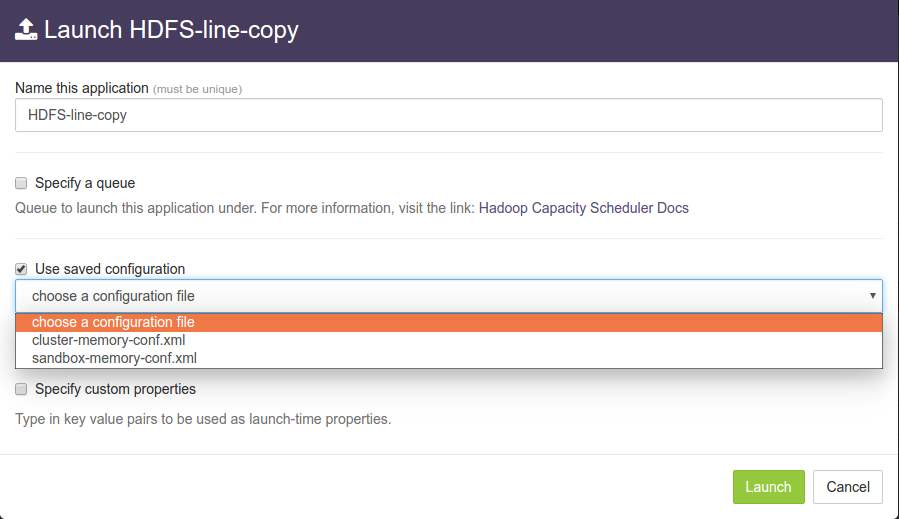 Launch HDFS-line-copy
Name this application (must be unique)
HDFS-line-copy
Specify a queue
Queue to launch this application under. For more information, visit the link: Hadoop Capacity Scheduler Docs
Use saved configuration
choose a configuration file
choose a configuration file
cluster-memory-conf.xml
sandbox-memory-conf.xml
Specify custom properties
Type in key value pairs to be used as launch-time properties.
Launch Cancel